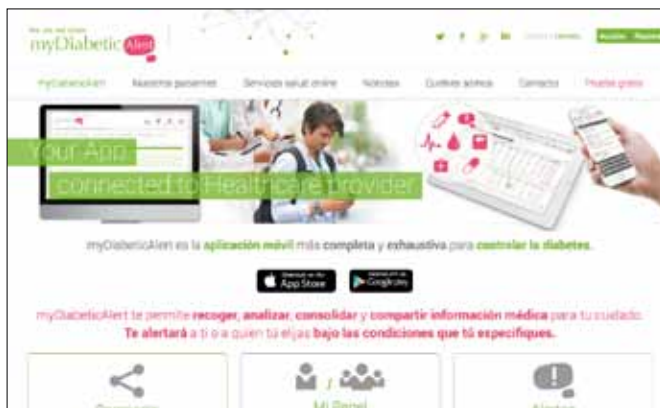 myDiabetic Alert
myDiabeticAlert Nuestros pacientes Servicios salud online Noticias Quiénes somos Contacto Prueba gratis
Your App
connected to Healthcare provider
myDiabeticAlert es la aplicación móvil más completa y exhaustiva para controlar la diabetes.
App Store Google play
myDiabeticAlert te permite recoger, analizar, consolidar y compartir información médica para tu cuidado.
Te alertará a ti o a quien tú elijas bajo las condiciones que tú especifiques.
Mi Panel